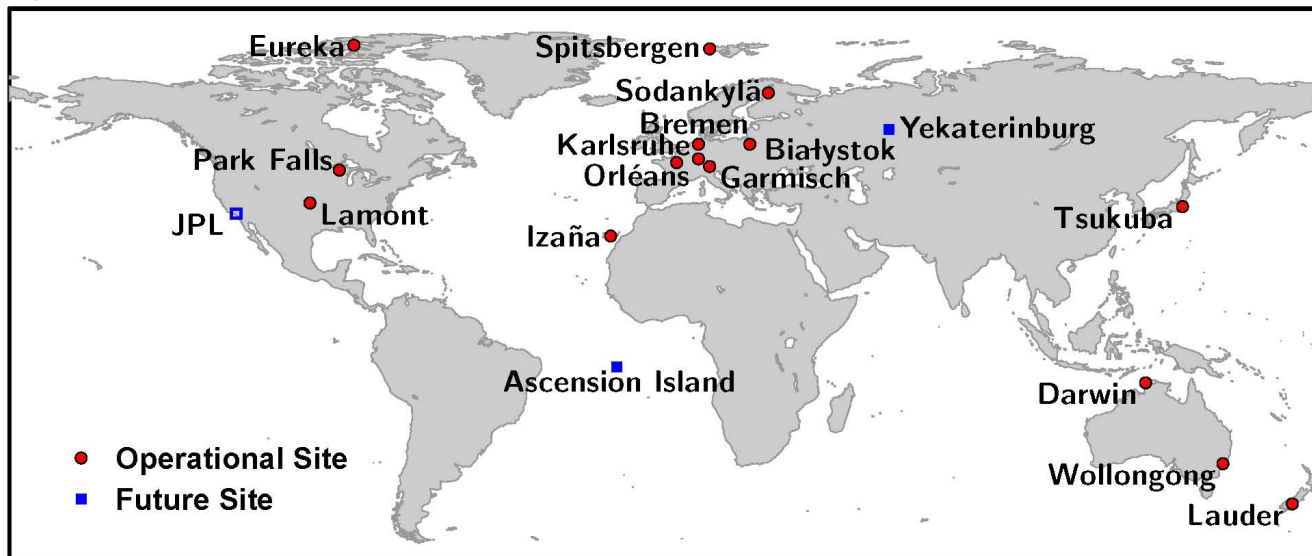 Eureka
Spitsbergen
Sodankylä
Bremen
Yekaterinburg
Karlsruhe
Białystok
Park Falls
Orléans
Garmisch
Lamont
JPL
Tsukuba
Izaña
Ascension Island
Darwin
Operational Site
Wollongong
Future Site
Lauder